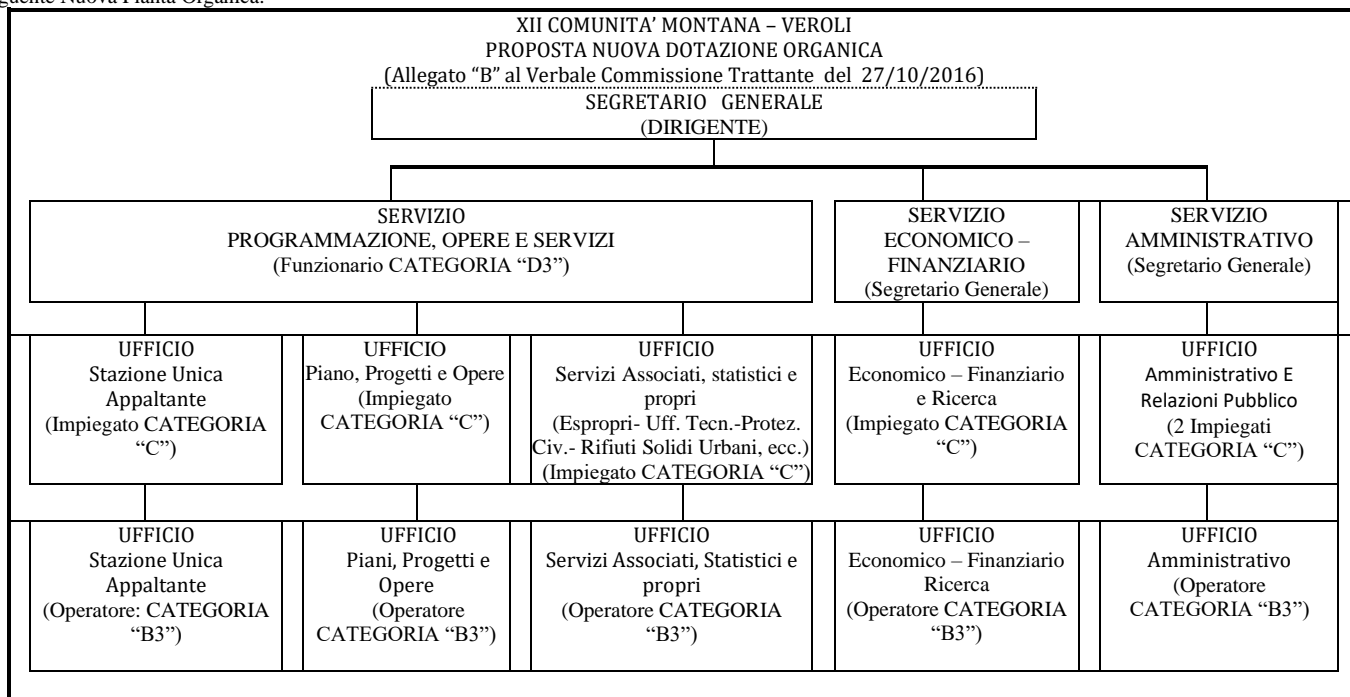 guente Nuova Pianta Organica:
XII COMUNITA’ MONTANA – VEROLI
PROPOSTA NUOVA DOTAZIONE ORGANICA
(Allegato “B” al Verbale Commissione Trattante del 27/10/2016)
SEGRETARIO GENERALE
(DIRIGENTE)
SERVIZIO
PROGRAMMAZIONE, OPERE E SERVIZI
(Funzionario CATEGORIA “D3”)
SERVIZIO
ECONOMICO –
FINANZIARIO
(Segretario Generale)
SERVIZIO
AMMINISTRATIVO
(Segretario Generale)
UFFICIO
Stazione Unica
Appaltante
(Impiegato CATEGORIA
“C”)
UFFICIO
Piano, Progetti e Opere
(Impiegato
CATEGORIA “C”)
UFFICIO
Servizi Associati, statistici e
propri
(Espropri- Uff. Tecn.-Protez.
Civ.- Rifiuti Solidi Urbani, ecc.)
(Impiegato CATEGORIA “C”)
UFFICIO
Economico – Finanziario
e Ricerca
(Impiegato CATEGORIA
“C”)
UFFICIO
Amministrativo E
Relazioni Pubblico
(2 Impiegati
CATEGORIA “C”)
UFFICIO
Stazione Unica
Appaltante
(Operatore: CATEGORIA
“B3”)
UFFICIO
Piani, Progetti e
Opere
(Operatore
CATEGORIA “B3”)
UFFICIO
Servizi Associati, Statistici e
propri
(Operatore CATEGORIA
“B3”)
UFFICIO
Economico – Finanziario
Ricerca
(Operatore CATEGORIA
“B3”)
UFFICIO
Amministrativo
(Operatore
CATEGORIA “B3”)